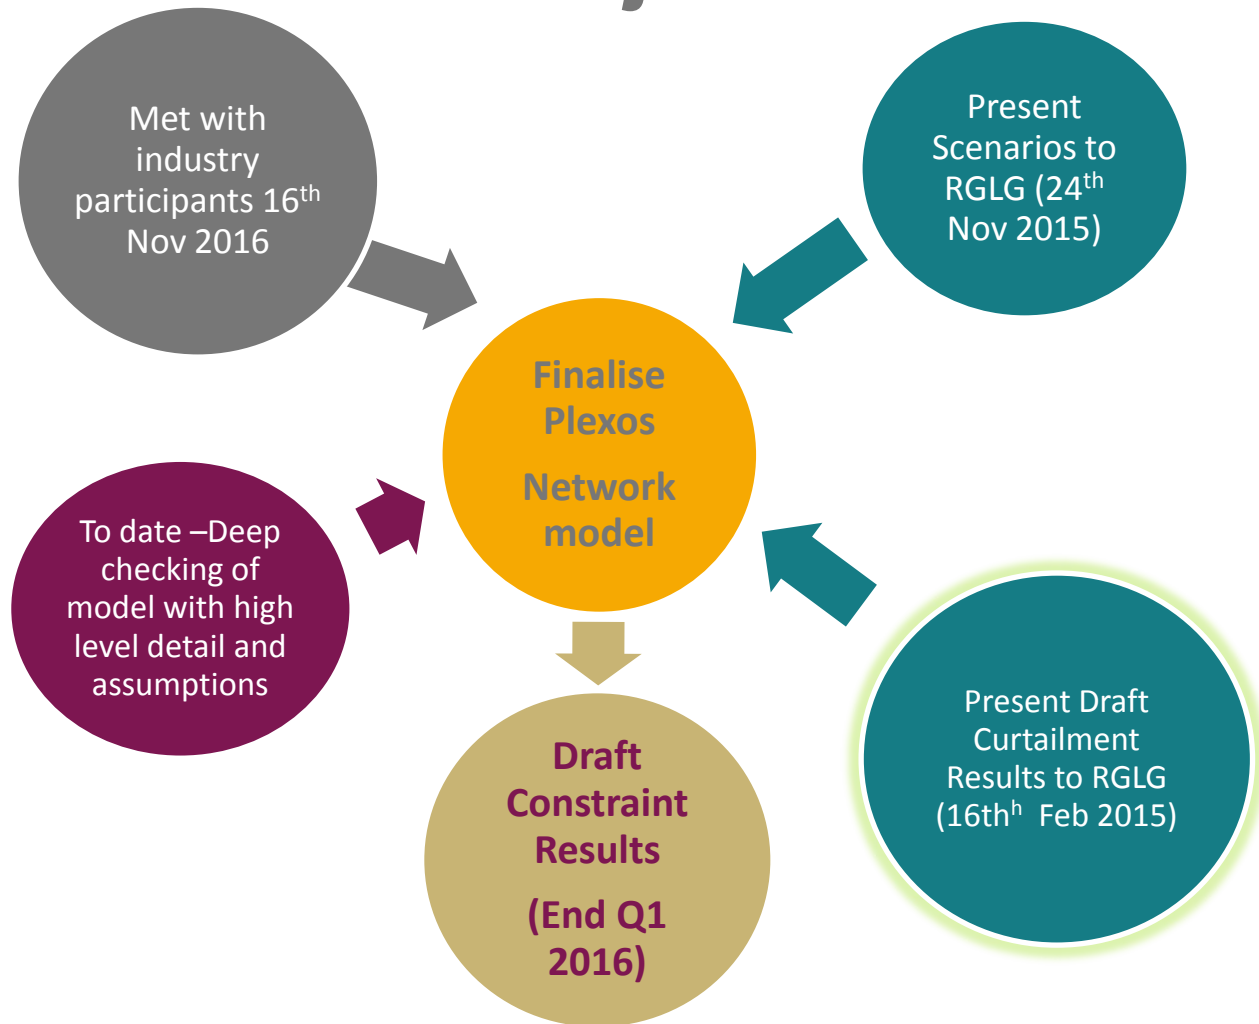 Met with
industry
participants 16th
Nov 2016
Present
Scenarios to
RGLG (24th
Nov 2015)
Finalise
Plexos
Network
model
To date –Deep
checking of
model with high
level detail and
assumptions
Present Draft
Curtailment
Results to RGLG
(16thh Feb 2015)
Draft
Constraint
Results
(End Q1
2016)